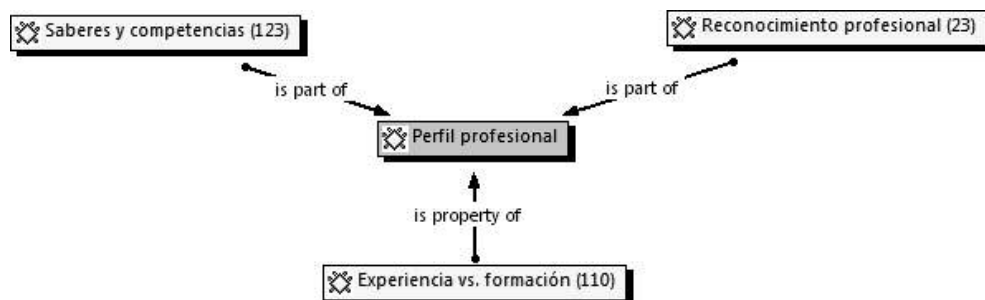 Saberes y competencias (123)
Reconocimiento profesional (23)
is part of
is part of
Perfil profesional
is property of
Experiencia vs. formación (110)